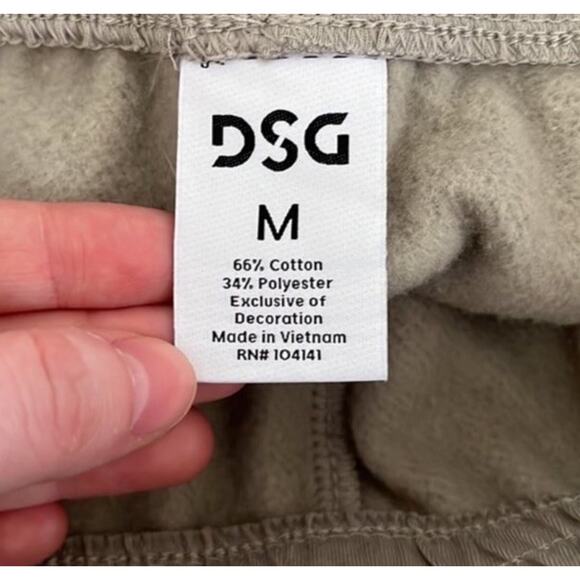 DSG
M
66% Cotton
34% Polyester
Exclusive of
Decoration
Made in Vietnam
RN# 104141